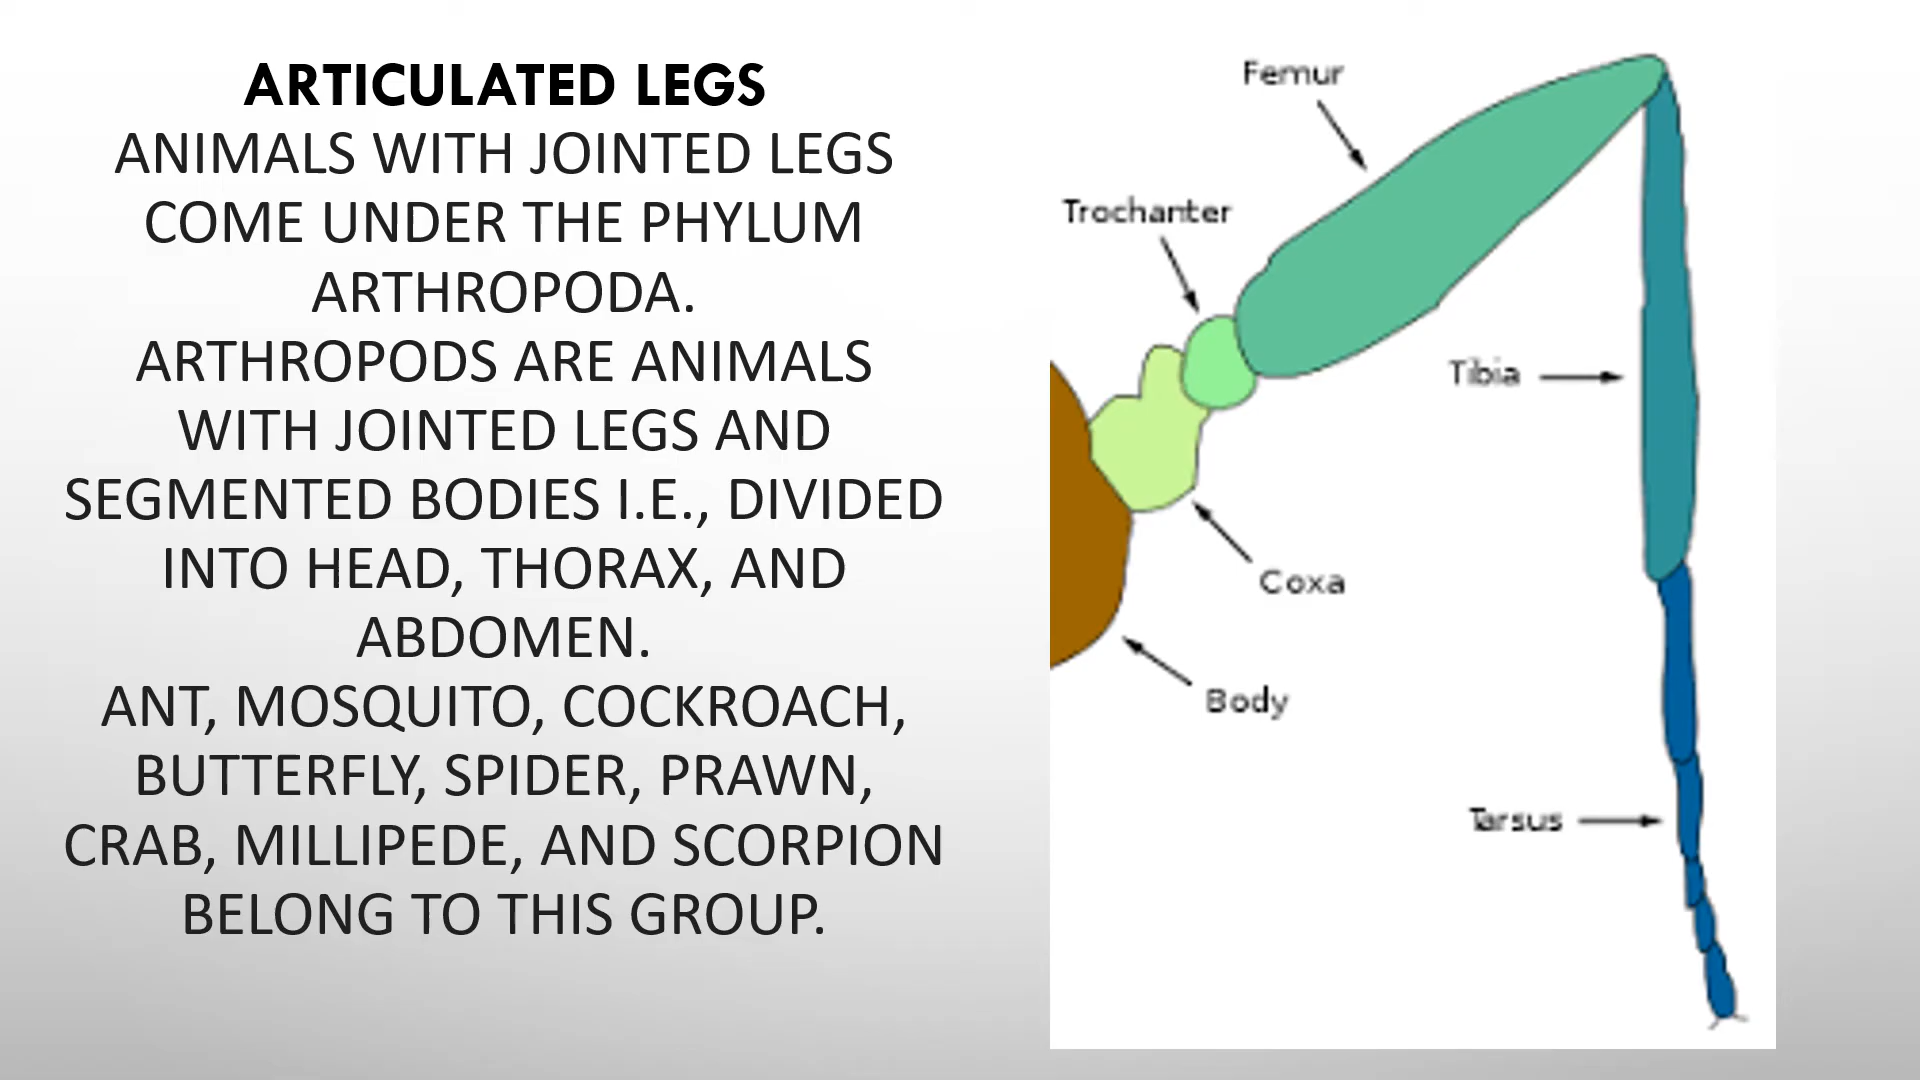 ARTICULATED LEGS
ANIMALS WITH JOINTED LEGS
COME UNDER THE PHYLUM
ARTHROPODA.
ARTHROPODS ARE ANIMALS
WITH JOINTED LEGS AND
SEGMENTED BODIES I.E., DIVIDED
INTO HEAD, THORAX, AND
ABDOMEN.
ANT, MOSQUITO, COCKROACH,
BUTTERFLY, SPIDER, PRAWN,
CRAB, MILLIPEDE, AND SCORPION
BELONG TO THIS GROUP.
Femur
Trochanter
Tibia
Coxa
Body
Tarsus